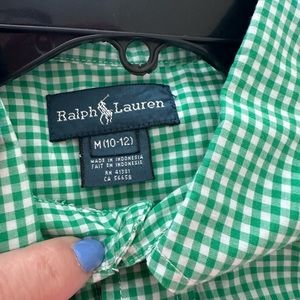 Ralph Lauren
M(10-12)
MADE IN INDONESIA
FAIT EN INDONESIE
RN 41381
CA 56658